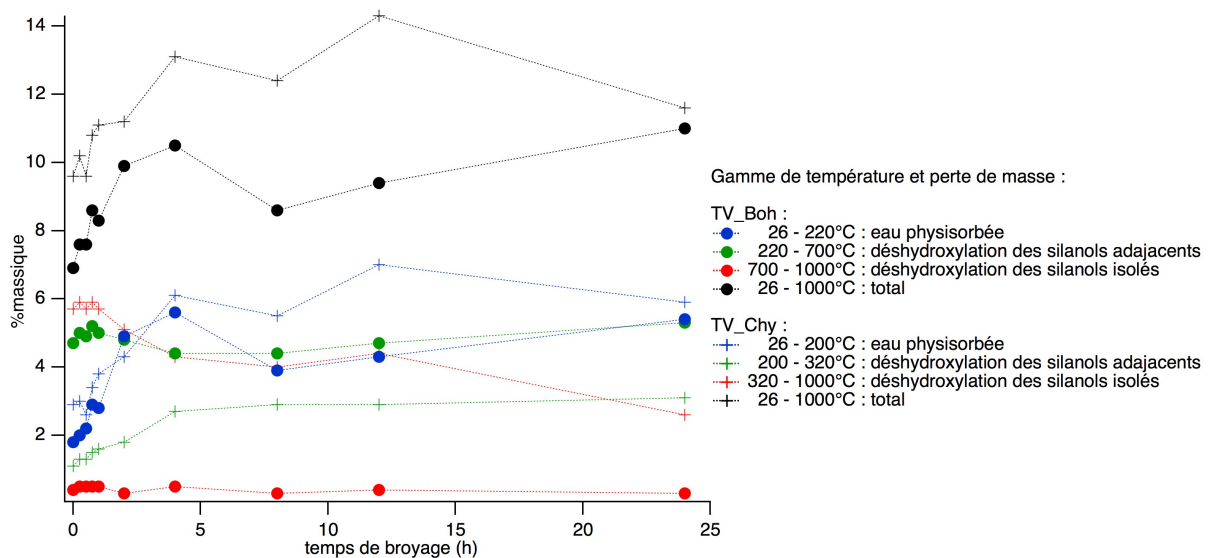 14
12
10
8
6
4
2
%massique
0
5
10
15
20
25
temps de broyage (h)
Gamme de température et perte de masse :
TV_Boh :
26 - 220°C : eau physisorbée
220 - 700°C : déshydroxylation des silanols adajacents
700 - 1000°C : déshydroxylation des silanols isolés
26 - 1000°C : total
TV_Chy :
26 - 200°C : eau physisorbée
200 - 320°C : déshydroxylation des silanols adajacents
320 - 1000°C : déshydroxylation des silanols isolés
26 - 1000°C : total